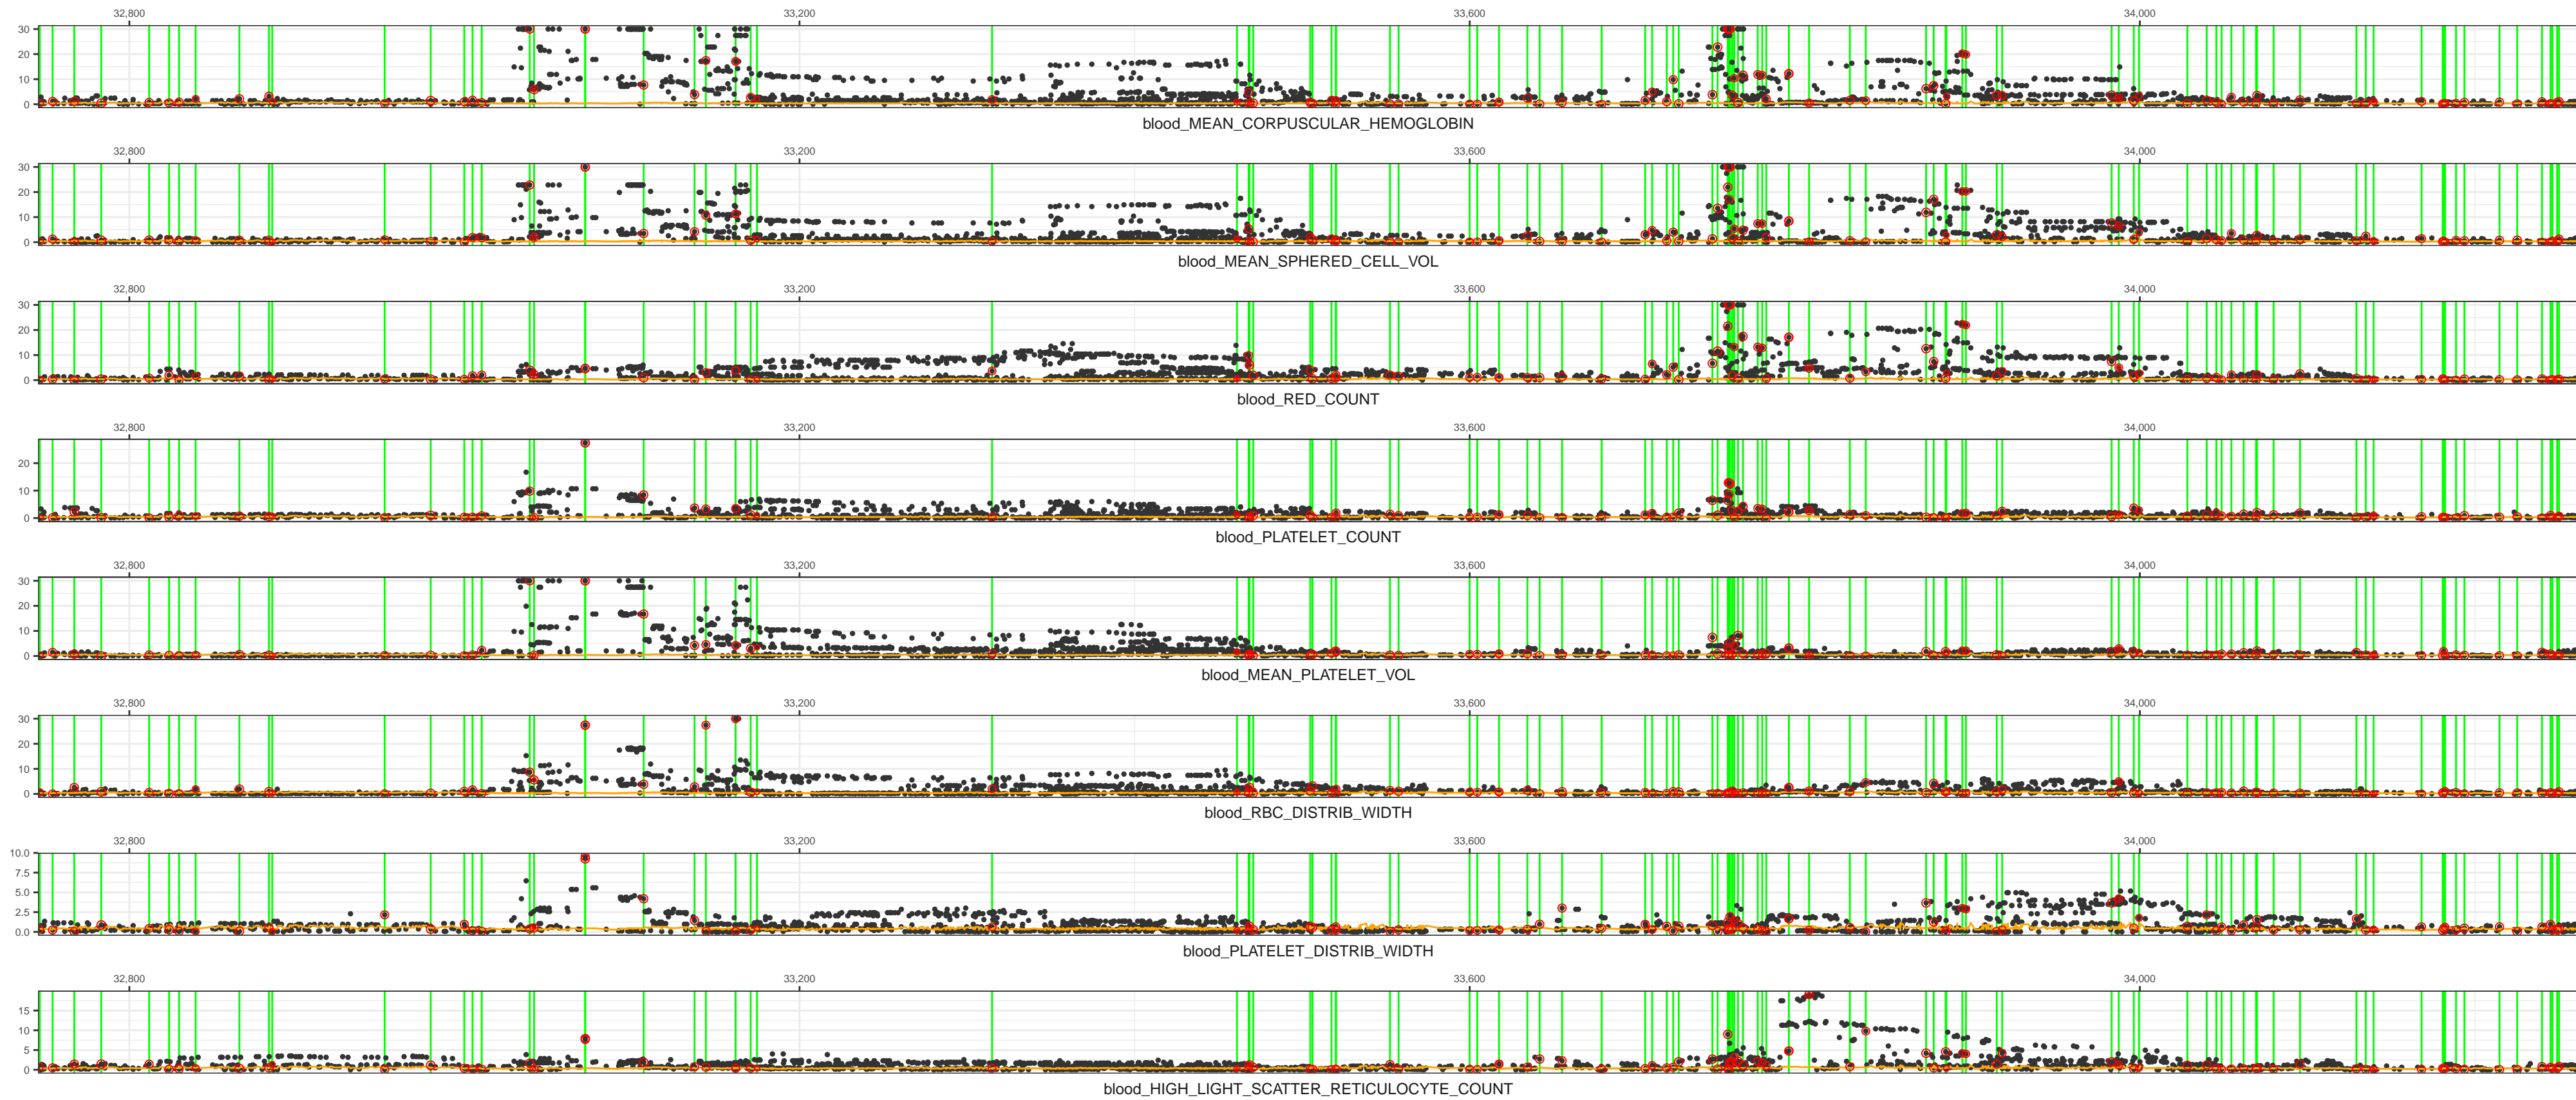 32,800 33,200 33,600 34,000
30
20
10
0
blood_MEAN_CORPUSCULAR_HEMOGLOBIN
32,800 33,200 33,600 34,000
30
20
10
0
blood_MEAN_SPHERED_CELL_VOL
32,800 33,200 33,600 34,000
30
20
10
0
blood_RED_COUNT
32,800 33,200 33,600 34,000
20
10
0
blood_PLATELET_COUNT
32,800 33,200 33,600 34,000
30
20
10
0
blood_MEAN_PLATELET_VOL
32,800 33,200 33,600 34,000
30
20
10
0
blood_RBC_DISTRIB_WIDTH
32,800 33,200 33,600 34,000
10.0
7.5
5.0
2.5
0.0
blood_PLATELET_DISTRIB_WIDTH
32,800 33,200 33,600 34,000
15
10
5
0
blood_HIGH_LIGHT_SCATTER_RETICULOCYTE_COUNT